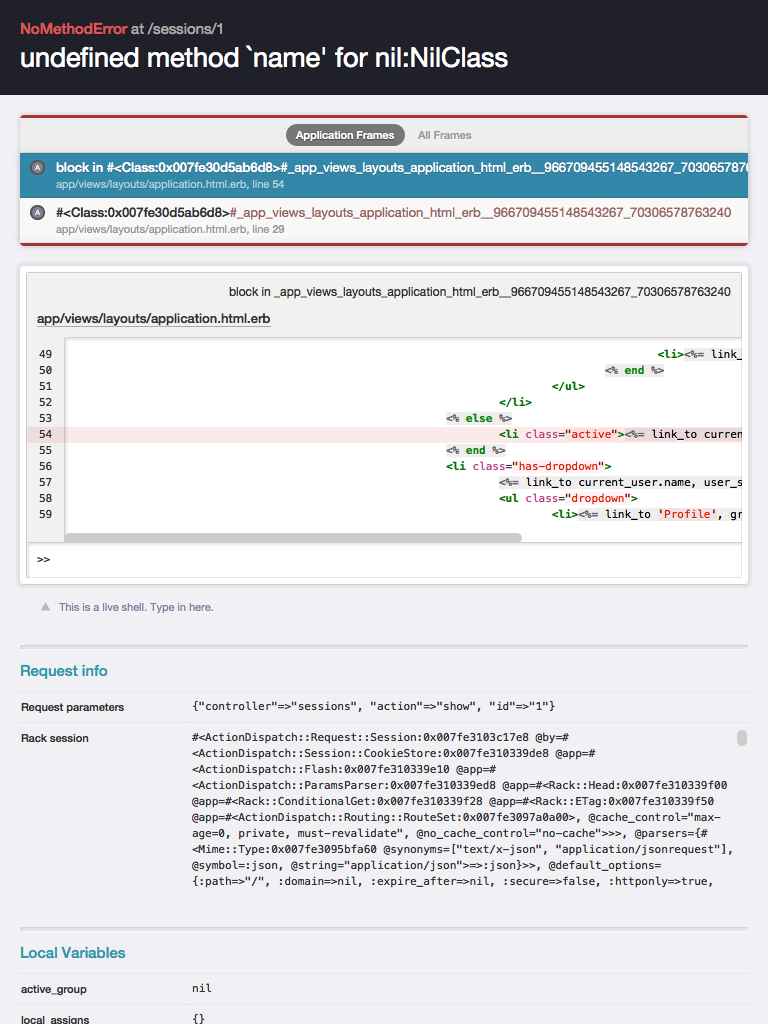 NoMethodError at /sessions/1
undefined method `name' for nil:NilClass
Application Frames All Frames
A block in #<Class:0x007fe30d5ab6d8>#_app_views_layouts_application_html_erb__966709455148543267_7030657876
app/views/layouts/application.html.erb, line 54
A #<Class:0x007fe30d5ab6d8>#_app_views_layouts_application_html_erb__966709455148543267_70306578763240
app/views/layouts/application.html.erb, line 29
block in _app_views_layouts_application_html_erb__966709455148543267_70306578763240
app/views/layouts/application.html.erb
49 <li><%= link_
50 <% end %>
51 </ul>
52 </li>
53 <% else %>
54 <li class="active"><%= link_to curren
55 <% end %>
56 <li class="has-dropdown">
57 <%= link_to current_user.name, user_s
58 <ul class="dropdown">
59 <li><%= link_to 'Profile', gr
>>
This is a live shell. Type in here.
Request info
Request parameters {"controller"=>"sessions", "action"=>"show", "id"=>"1"}
Rack session #<ActionDispatch::Request::Session:0x007fe3103c17e8 @by=#
<ActionDispatch::Session::CookieStore:0x007fe310339de8 @app=#
<ActionDispatch::Flash:0x007fe310339e10 @app=#
<ActionDispatch::ParamsParser:0x007fe310339ed8 @app=#<Rack::Head:0x007fe310339f00
@app=#<Rack::ConditionalGet:0x007fe310339f28 @app=#<Rack::ETag:0x007fe310339f50
@app=#<ActionDispatch::Routing::RouteSet:0x007fe3097a0a00>, @cache_control="max-
age=0, private, must-revalidate", @no_cache_control="no-cache">>>, @parsers={#
<Mime::Type:0x007fe3095bfa60 @synonyms=["text/x-json", "application/jsonrequest"],
@symbol=:json, @string="application/json">=>:json}>>, @default_options=
{:path=>"/", :domain=>nil, :expire_after=>nil, :secure=>false, :httponly=>true,
Local Variables
active_group nil
local_assigns {}